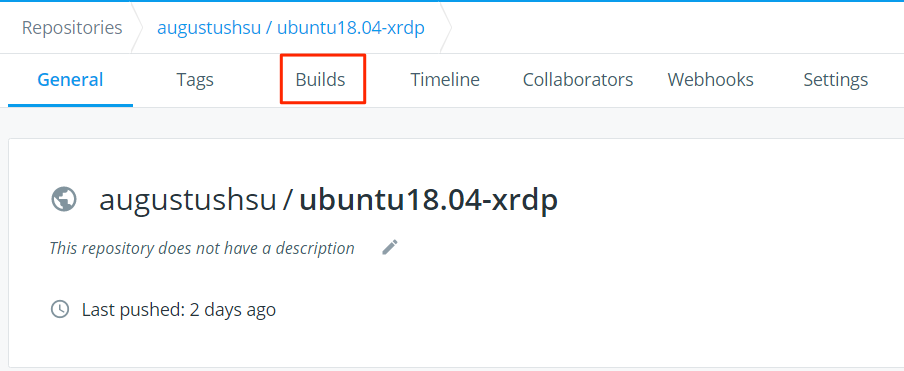 Repositories augustushsu / ubuntu18.04-xrdp
General Tags Builds Timeline Collaborators Webhooks Settings
augustushsu / ubuntu18.04-xrdp
This repository does not have a description
Last pushed: 2 days ago